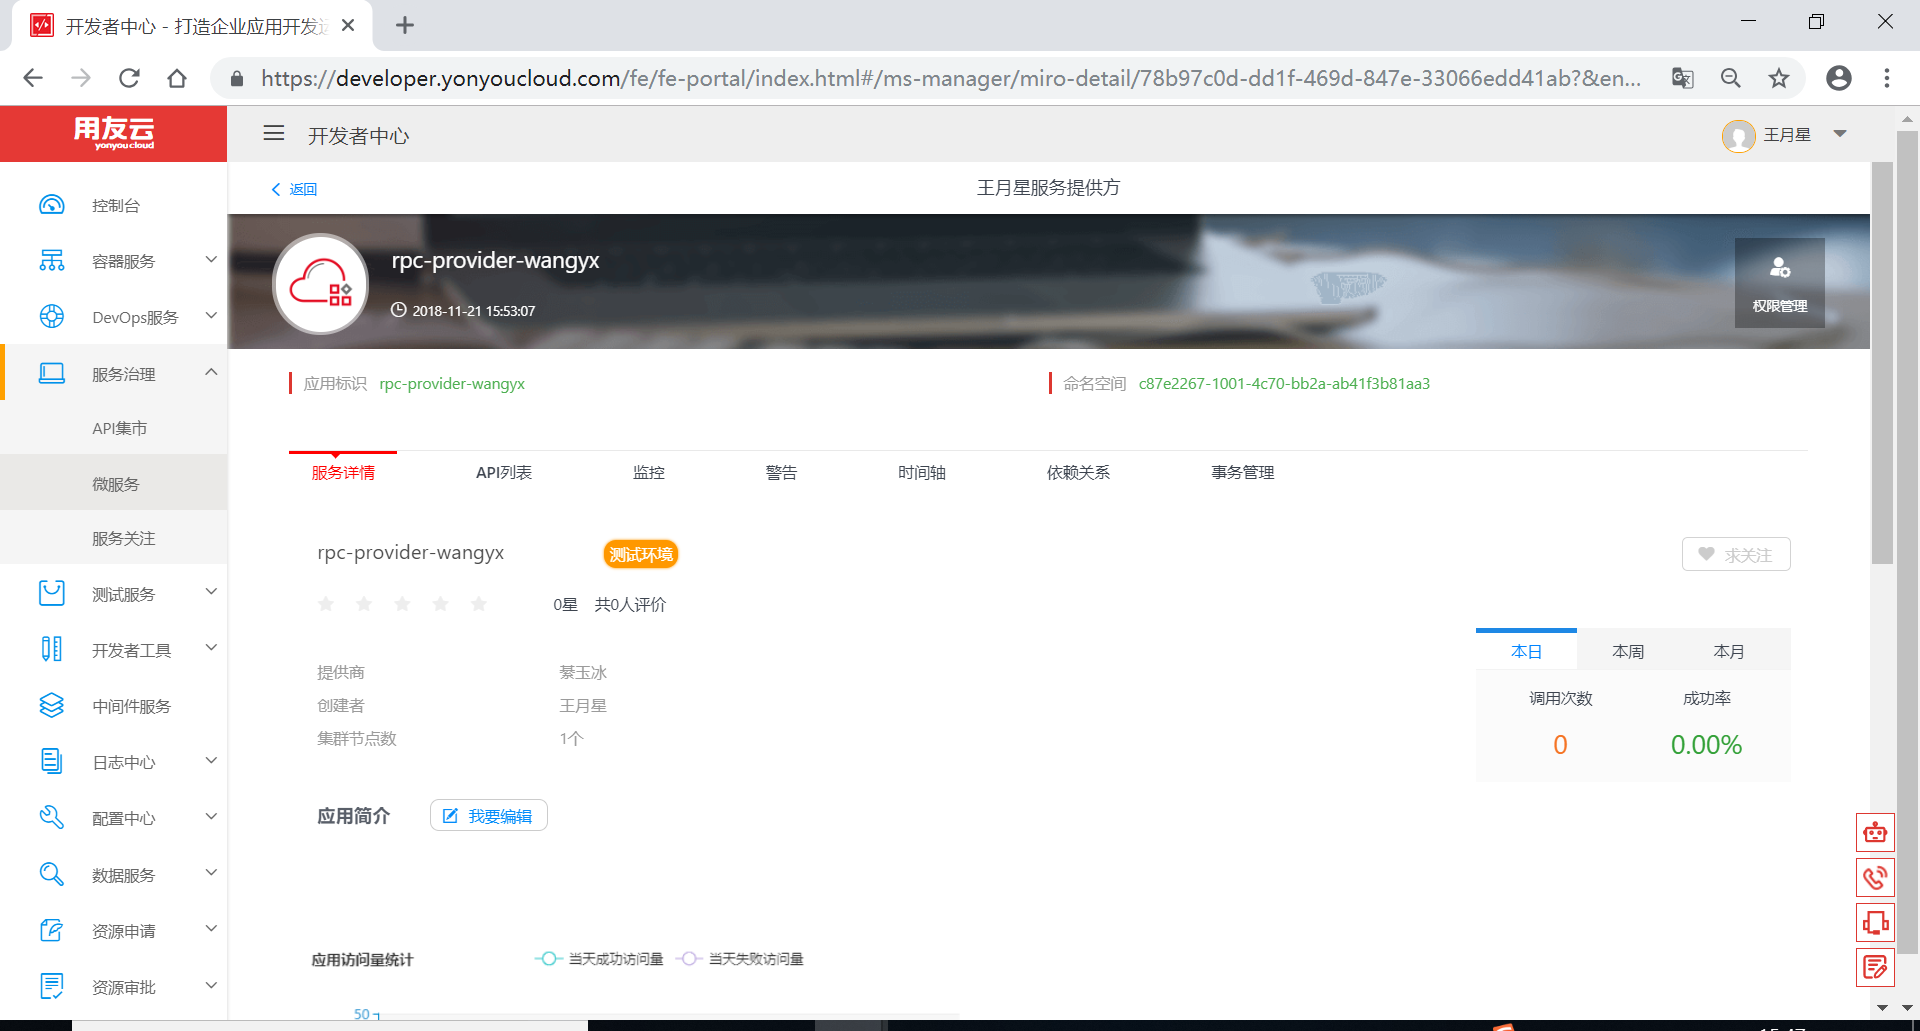 开发者中心 - 打造企业应用开发运
https://developer.yonyoucloud.com/fe/fe-portal/index.html#/ms-manager/miro-detail/78b97c0d-dd1f-469d-847e-33066edd41ab?&en...
用友云
yonyou cloud
开发者中心
王月星
控制台
容器服务
DevOps服务
服务治理
API集市
微服务
服务关注
测试服务
开发者工具
中间件服务
日志中心
配置中心
数据服务
资源申请
资源审批
返回
王月星服务提供方
rpc-provider-wangyx
2018-11-21 15:53:07
权限管理
应用标识 rpc-provider-wangyx
命名空间 c87e2267-1001-4c70-bb2a-ab41f3b81aa3
服务详情 API列表 监控 警告 时间轴 依赖关系 事务管理
rpc-provider-wangyx 测试环境
求关注
0星 共0人评价
提供商 綦玉冰
创建者 王月星
集群节点数 1个
本日 本周 本月
调用次数 成功率
0 0.00%
应用简介 我要编辑
应用访问量统计 当天成功访问量 当天失败访问量
50